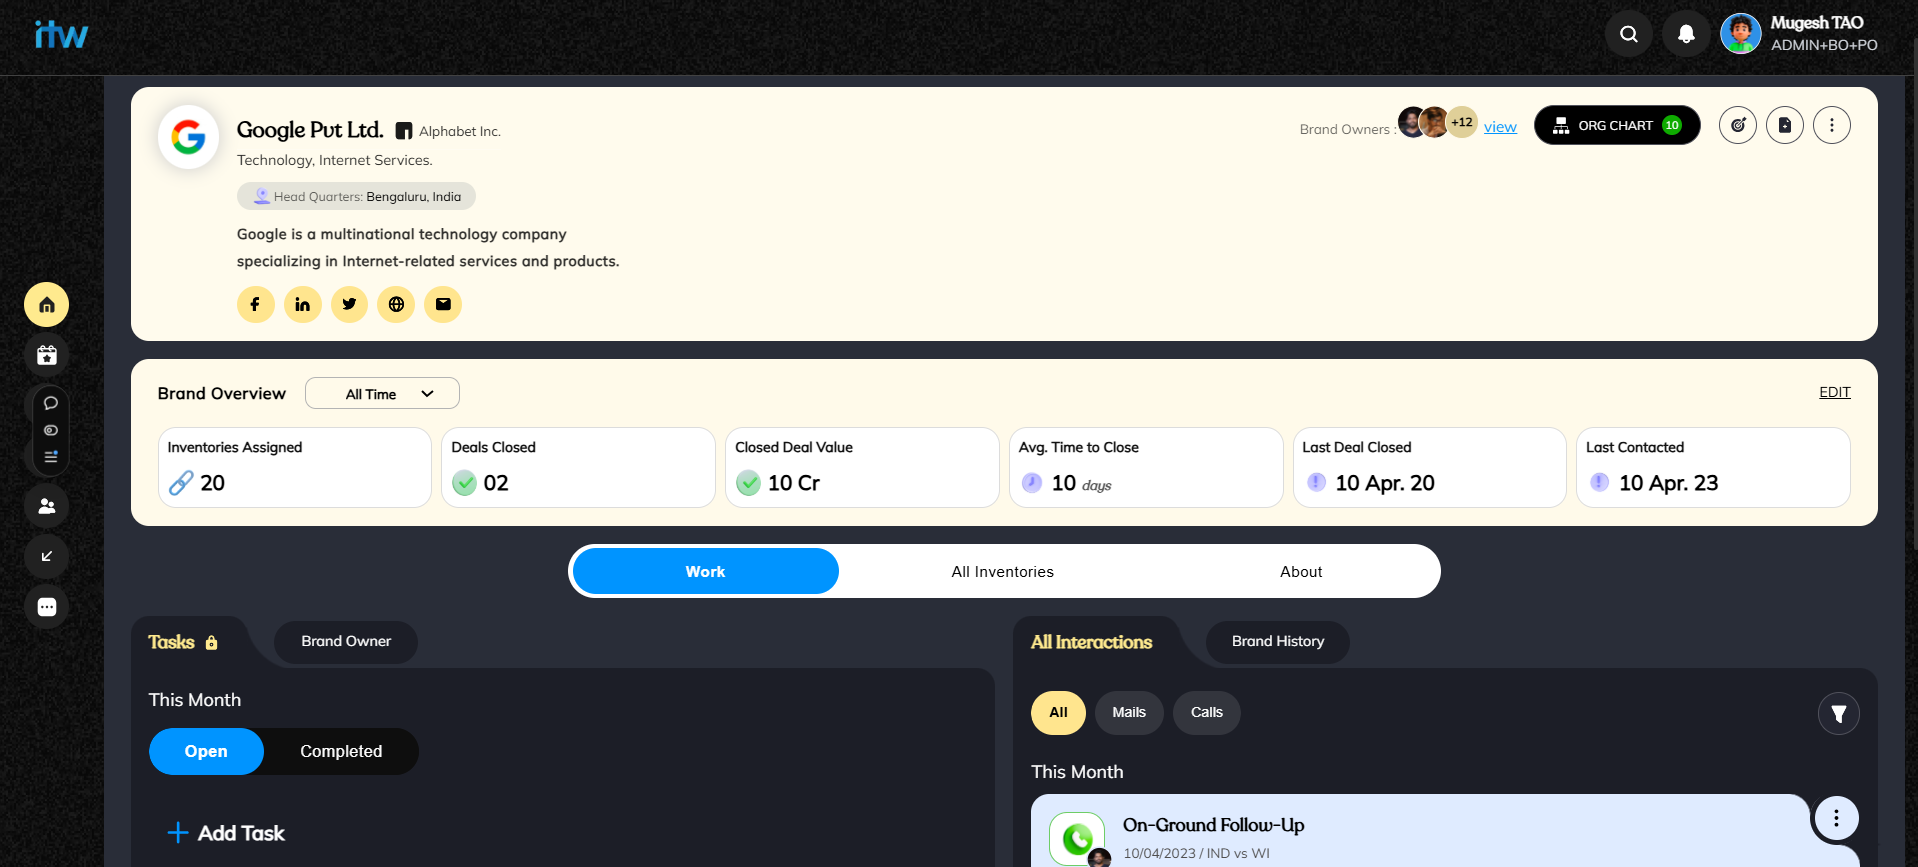 itw
Mugesh TAO
ADMIN+BO+PO
Google Pvt Ltd.
Alphabet Inc.
Technology, Internet Services.
Head Quarters: Bengaluru, India
Google is a multinational technology company
specializing in Internet-related services and products.
Brand Owners :
+12
view
ORG CHART 10
Brand Overview
All Time
EDIT
Inventories Assigned
20
Deals Closed
02
Closed Deal Value
10 Cr
Avg. Time to Close
10 days
Last Deal Closed
10 Apr. 20
Last Contacted
10 Apr. 23
Work
All Inventories
About
Tasks
Brand Owner
This Month
Open
Completed
Add Task
All Interactions
Brand History
All
Mails
Calls
This Month
On-Ground Follow-Up
10/04/2023 / IND vs WI